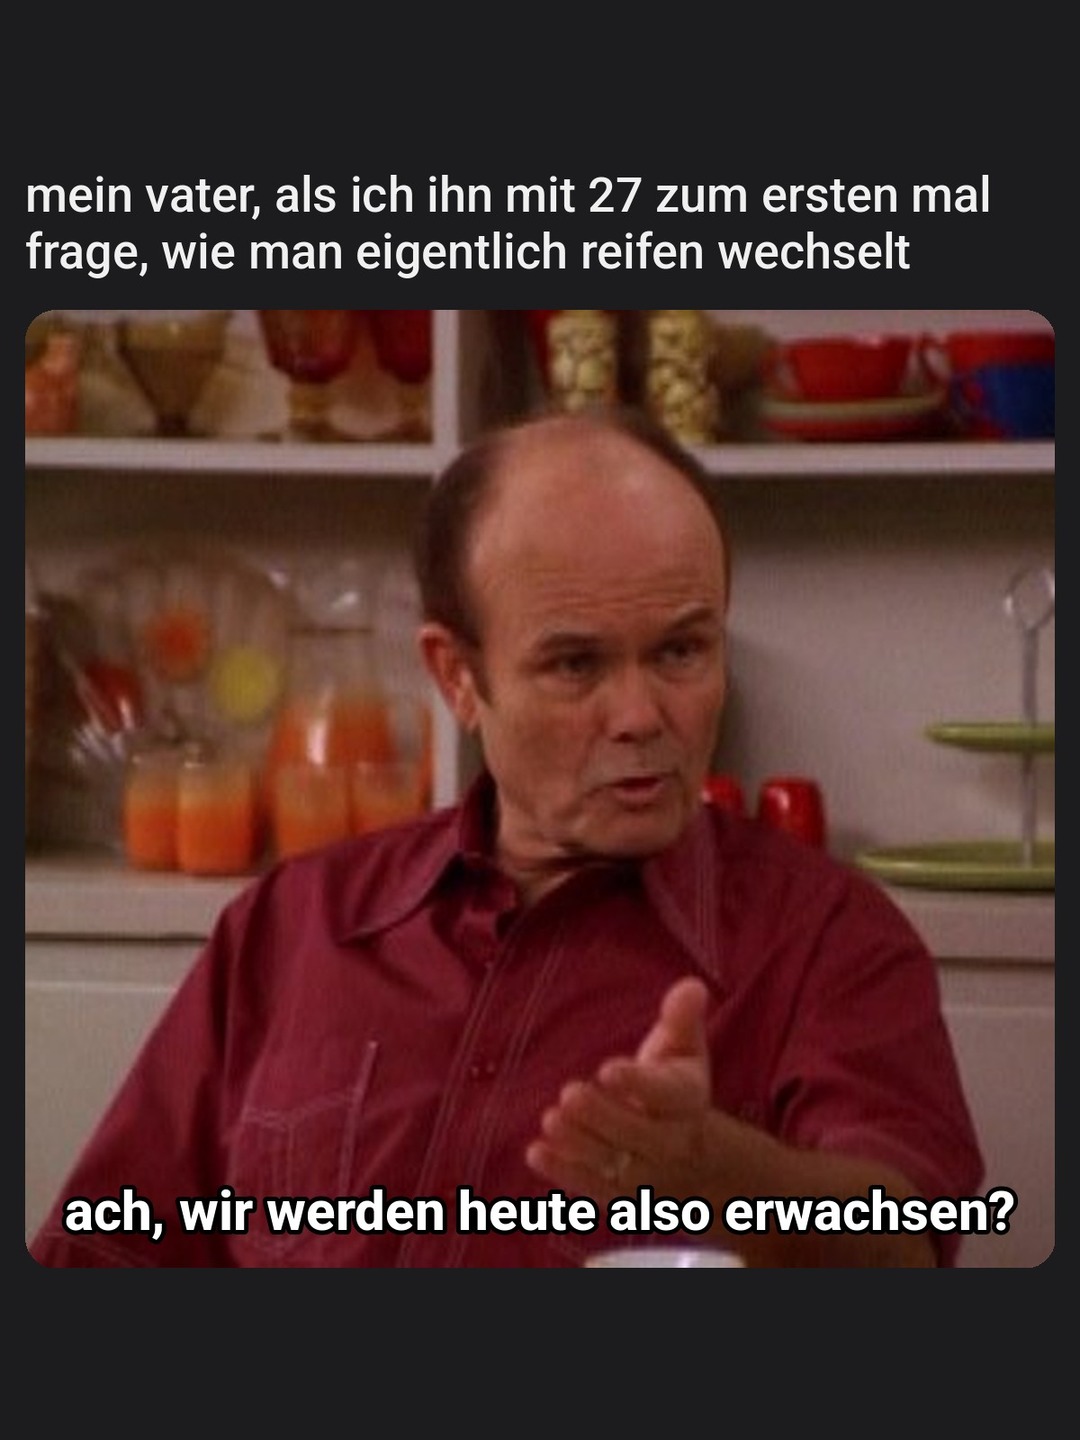 mein vater, als ich ihn mit 27 zum ersten mal
frage, wie man eigentlich reifen wechselt
ach, wir werden heute also erwachsen?